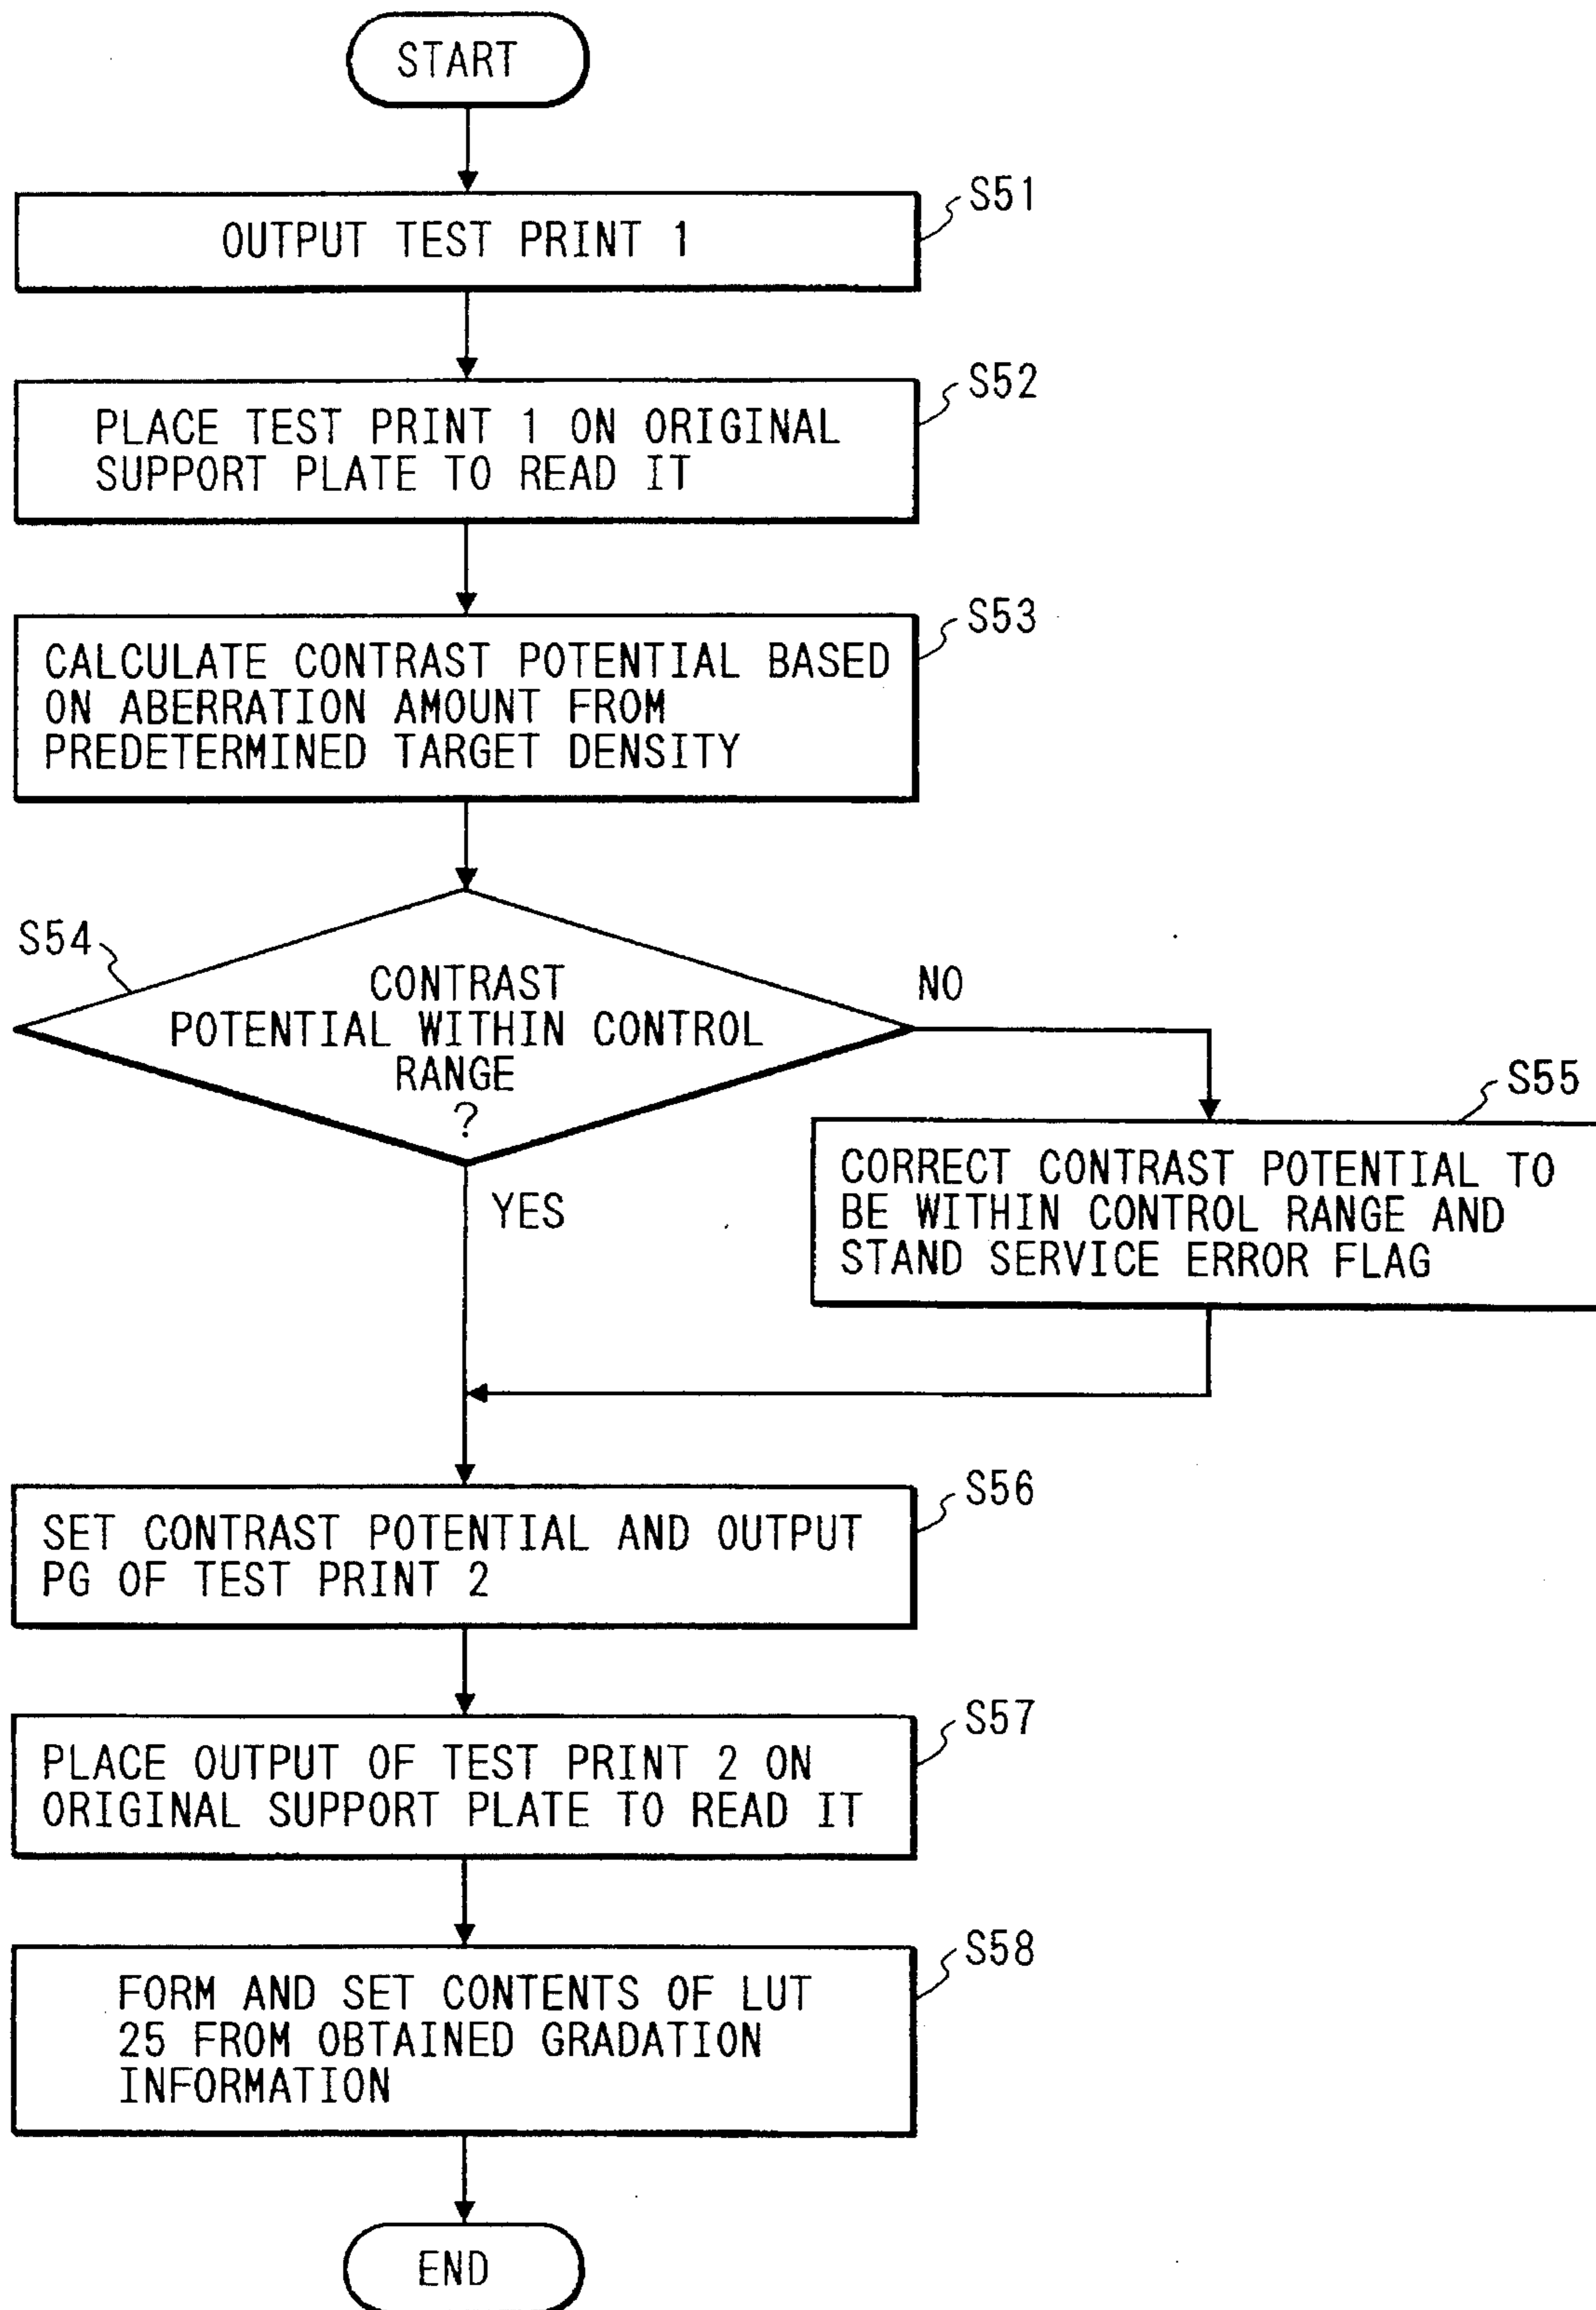 START
S51
OUTPUT TEST PRINT 1
S52
PLACE TEST PRINT 1 ON ORIGINAL
SUPPORT PLATE TO READ IT
S53
CALCULATE CONTRAST POTENTIAL BASED
ON ABERRATION AMOUNT FROM
PREDETERMINED TARGET DENSITY
S54
CONTRAST
POTENTIAL WITHIN CONTROL
RANGE
?
NO
YES
S55
CORRECT CONTRAST POTENTIAL TO
BE WITHIN CONTROL RANGE AND
STAND SERVICE ERROR FLAG
S56
SET CONTRAST POTENTIAL AND OUTPUT
PG OF TEST PRINT 2
S57
PLACE OUTPUT OF TEST PRINT 2 ON
ORIGINAL SUPPORT PLATE TO READ IT
S58
FORM AND SET CONTENTS OF LUT
25 FROM OBTAINED GRADATION
INFORMATION
END